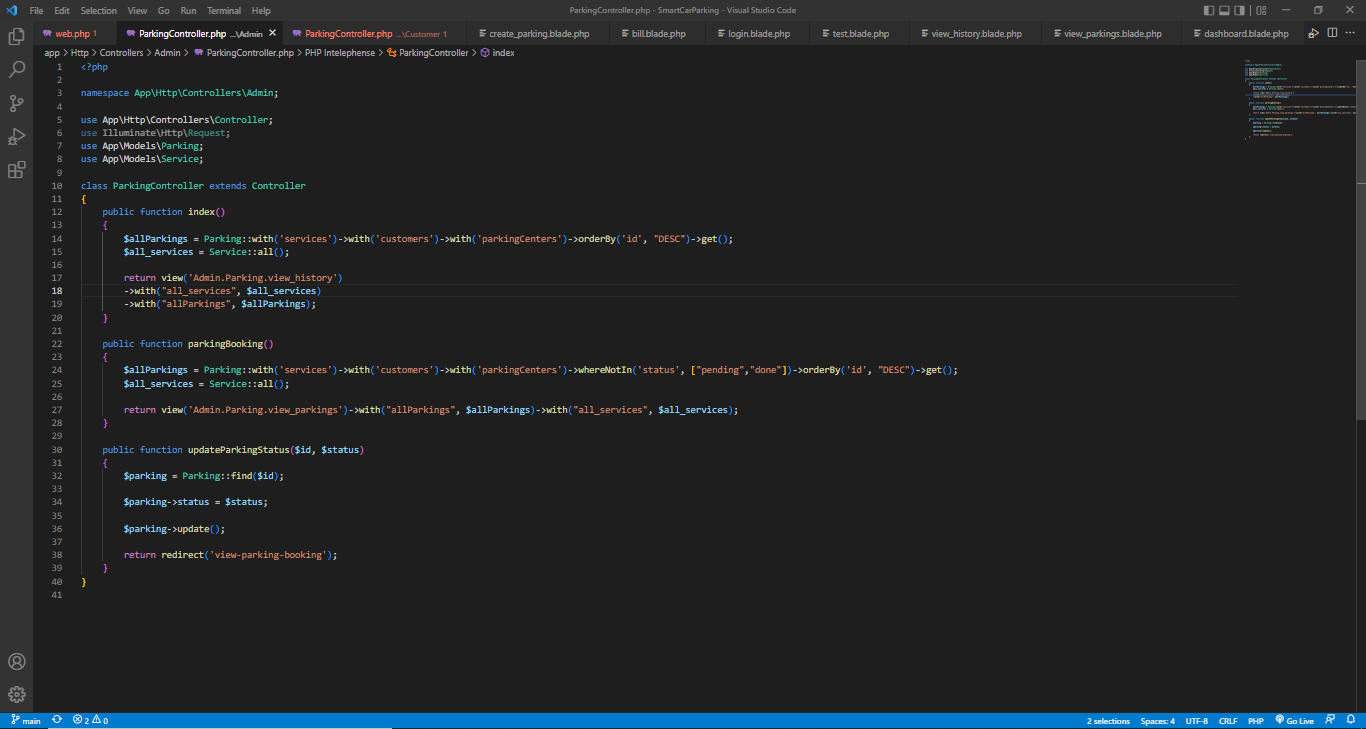 File Edit Selection View Go Run Terminal Help ParkingController.php - SmartCarParking - Visual Studio Code
web.php 1 ParkingController.php ...\Admin ParkingController.php ...\Customer 1 create_parking.blade.php bill.blade.php login.blade.php test.blade.php view_history.blade.php view_parkings.blade.php dashboard.blade.php
app > Http > Controllers > Admin > ParkingController.php > PHP Intelephense > ParkingController > index
1 <?php
2
3 namespace App\Http\Controllers\Admin;
4
5 use App\Http\Controllers\Controller;
6 use Illuminate\Http\Request;
7 use App\Models\Parking;
8 use App\Models\Service;
9
10 class ParkingController extends Controller
11 {
12 public function index()
13 {
14 $allParkings = Parking::with('services')->with('customers')->with('parkingCenters')->orderBy('id', "DESC")->get();
15 $all_services = Service::all();
16
17 return view('Admin.Parking.view_history')
18 ->with("all_services", $all_services)
19 ->with("allParkings", $allParkings);
20 }
21
22 public function parkingBooking()
23 {
24 $allParkings = Parking::with('services')->with('customers')->with('parkingCenters')->whereNotIn('status', ["pending","done"])->orderBy('id', "DESC")->get();
25 $all_services = Service::all();
26
27 return view('Admin.Parking.view_parkings')->with("allParkings", $allParkings)->with("all_services", $all_services);
28 }
29
30 public function updateParkingStatus($id, $status)
31 {
32 $parking = Parking::find($id);
33
34 $parking->status = $status;
35
36 $parking->update();
37
38 return redirect('view-parking-booking');
39 }
40 }
41
main 2 0 2 selections Spaces: 4 UTF-8 CRLF PHP Go Live